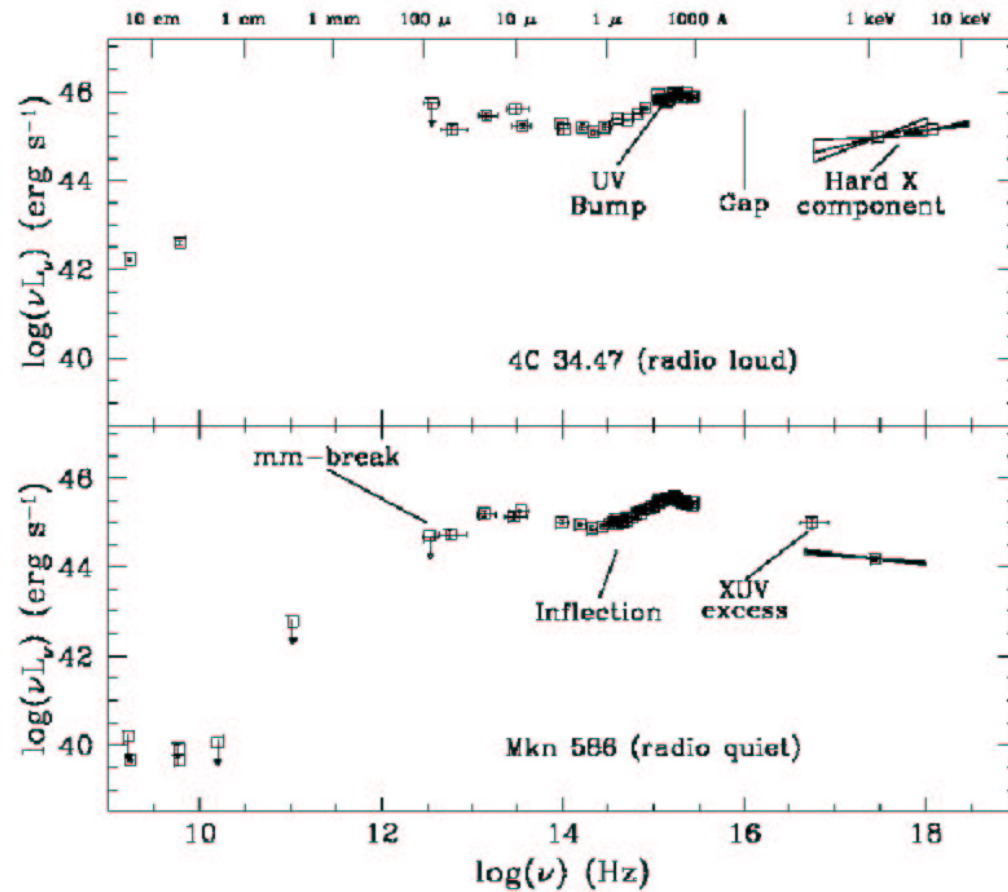 10 cm 1 cm 1 mm 100 μ 10 μ 1 μ 1000 A 1 keV 10 keV
log(νLν) (erg s⁻¹)
46
44
42
40
UV
Bump
Gap
Hard X
component
4C 34.47 (radio loud)
log(νLν) (erg s⁻¹)
46
44
42
40
mm-break
Inflection
XUV
excess
Mkn 586 (radio quiet)
10 12 14 16 18
log(ν) (Hz)